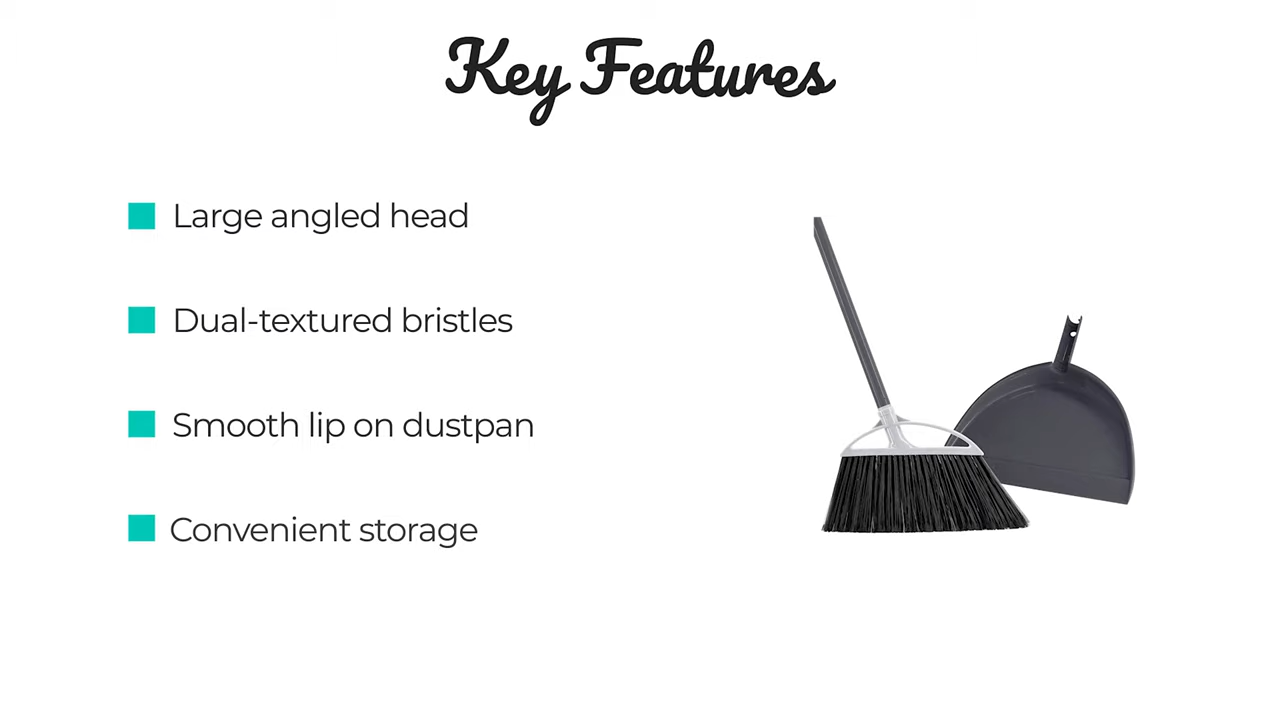 Key Features
Large angled head
Dual-textured bristles
Smooth lip on dustpan
Convenient storage